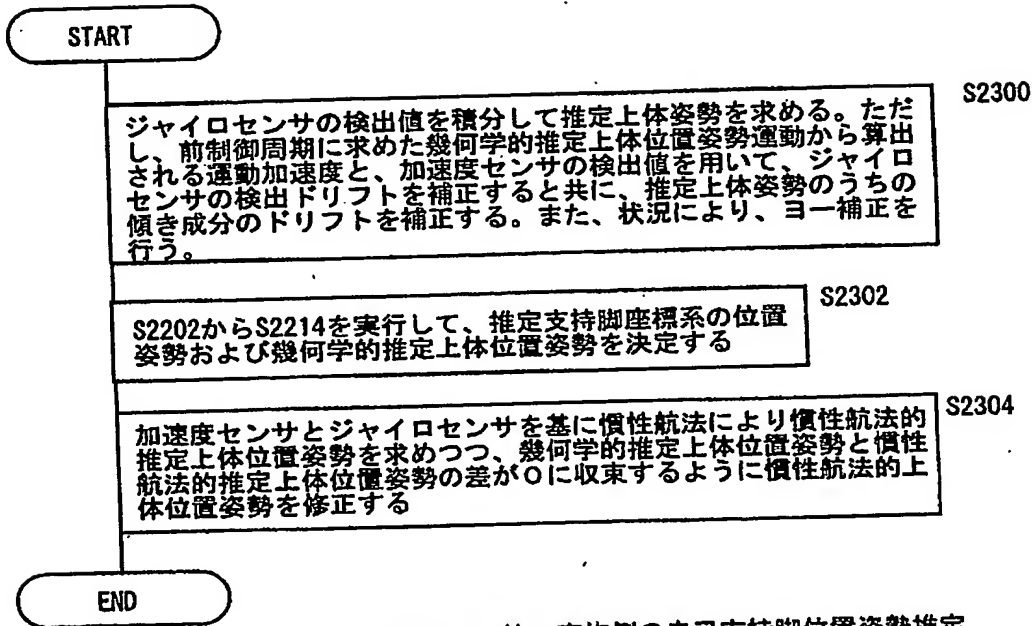 START
S2300
ジャイロセンサの検出値を積分して推定上体姿勢を求める。ただ
し、前制御周期に求めた幾何学的推定上体位置姿勢運動から算出
される運動加速度と、加速度センサの検出値を用いて、ジャイロ
センサの検出ドリフトを補正すると共に、推定上体姿勢のうちの
傾き成分のドリフトを補正する。また、状況により、ヨー補正を
行う。
S2302
S2202からS2214を実行して、推定支持脚座標系の位置
姿勢および幾何学的推定上体位置姿勢を決定する
S2304
加速度センサとジャイロセンサを基に慣性航法により慣性航法的
推定上体位置姿勢を求めつつ、幾何学的推定上体位置姿勢と慣性
航法的推定上体位置姿勢の差が0に収束するように慣性航法的上
体位置姿勢を修正する
END
支持脚位置姿勢推定